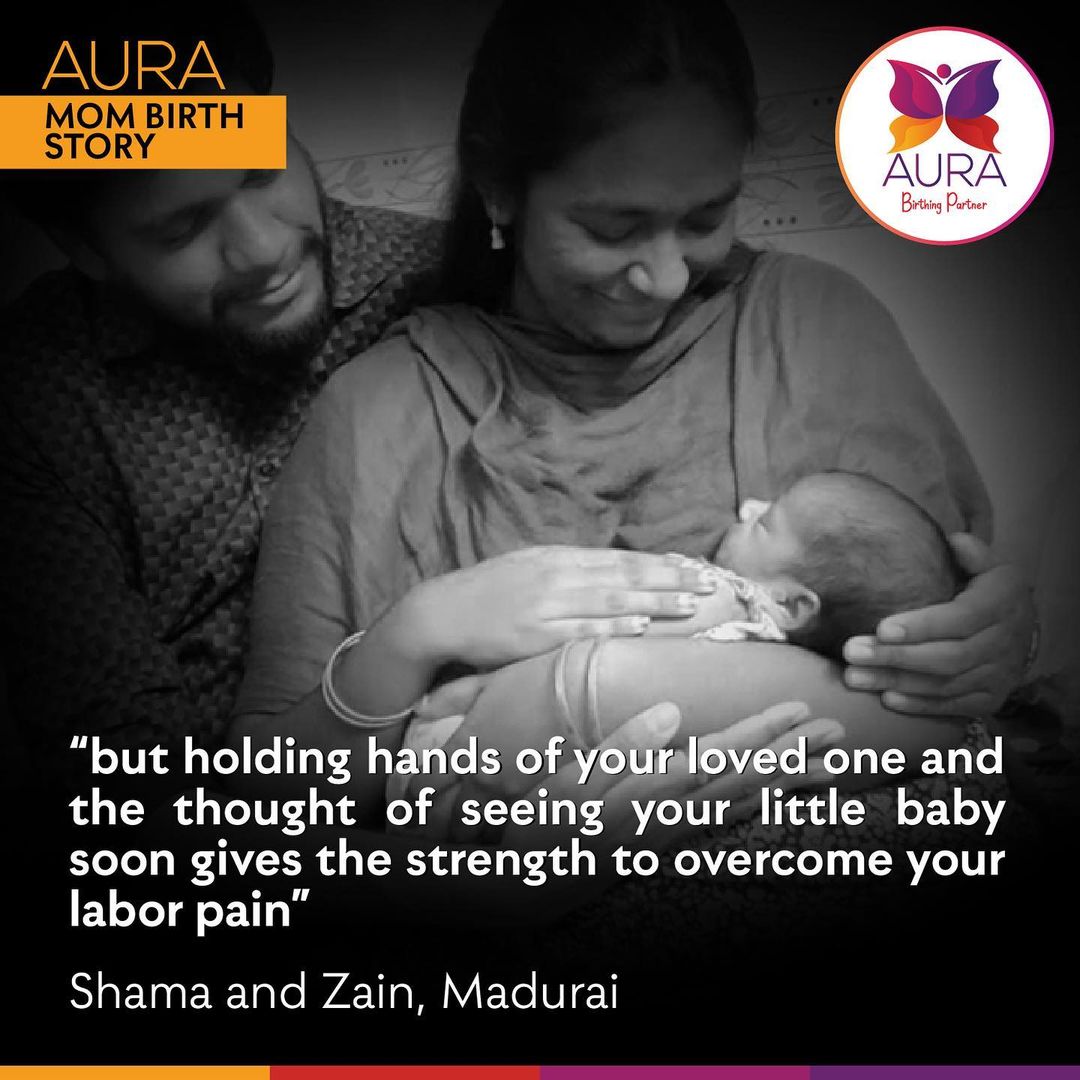 AURA
MOM BIRTH
STORY
AURA
Birthing Partner
“but holding hands of your loved one and
the thought of seeing your little baby
soon gives the strength to overcome your
labor pain”
Shama and Zain, Madurai